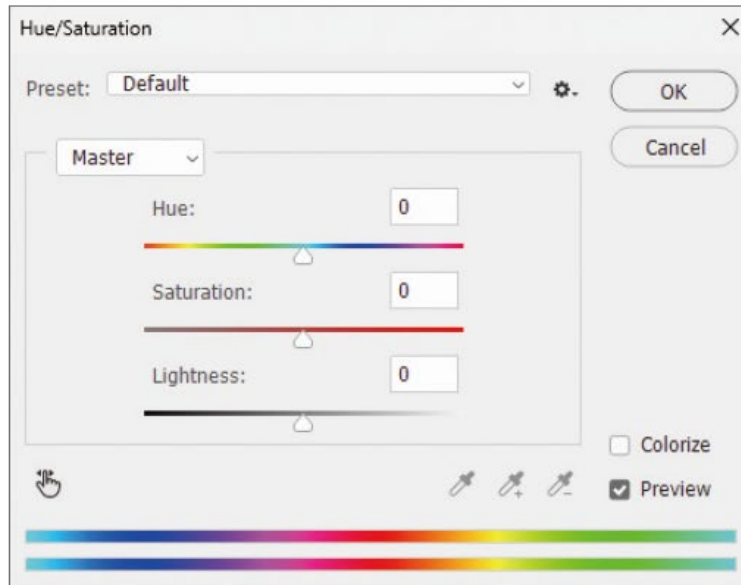 Hue/Saturation
Preset: Default
OK
Cancel
Master
Hue: 0
Saturation: 0
Lightness: 0
Colorize
Preview